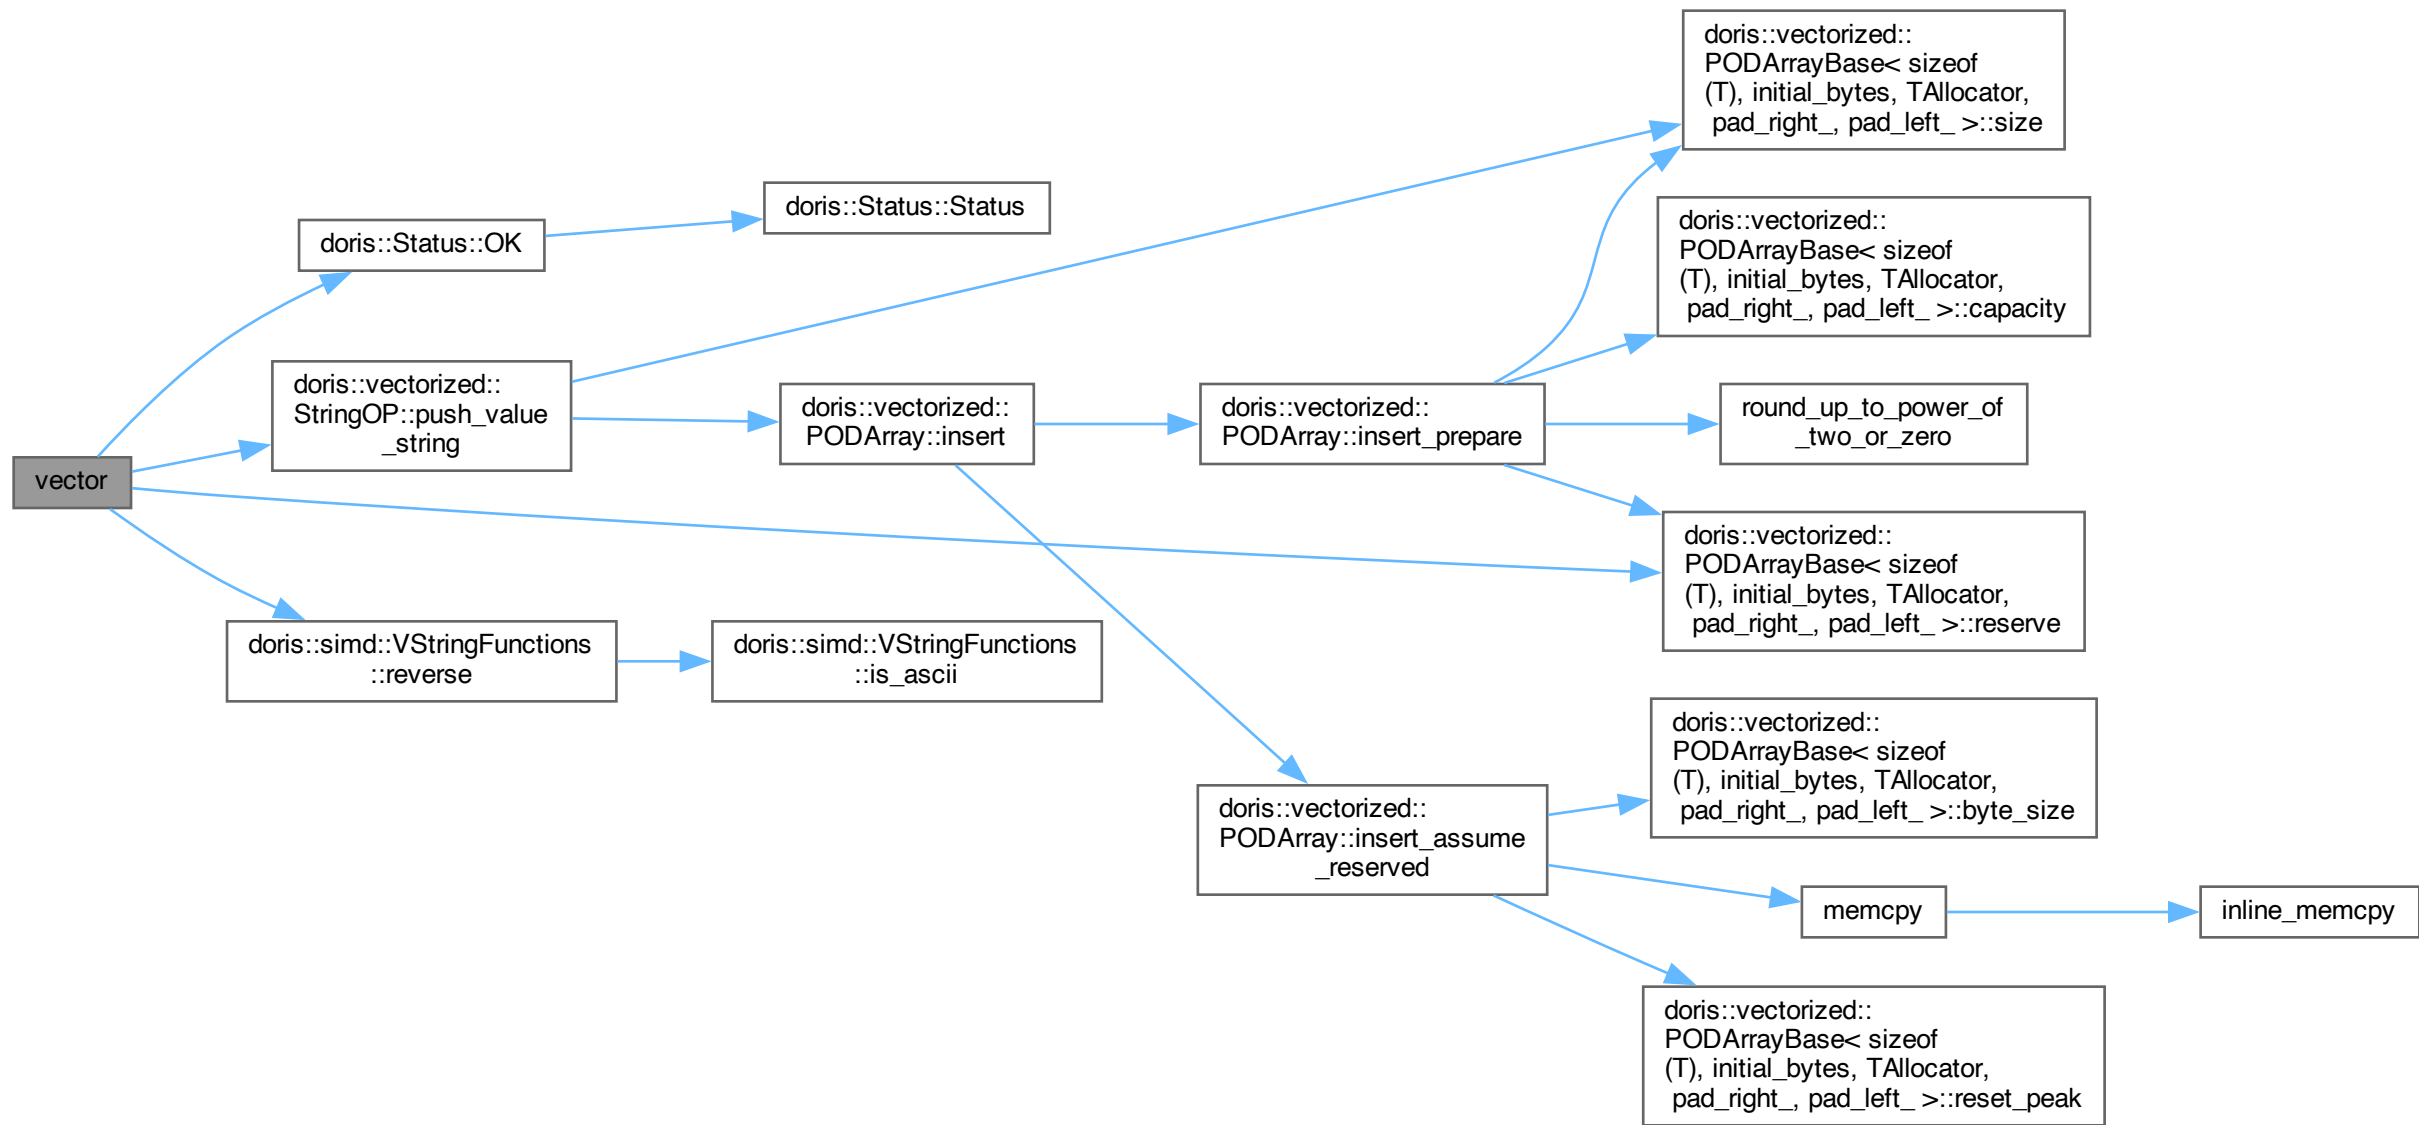 vector
doris::Status::OK
doris::Status::Status
doris::vectorized::
StringOP::push_value
_string
doris::vectorized::
PODArray::insert
doris::vectorized::
PODArray::insert_prepare
doris::vectorized::
PODArrayBase< sizeof
(T), initial_bytes, TAllocator,
pad_right_, pad_left_ >::size
doris::vectorized::
PODArrayBase< sizeof
(T), initial_bytes, TAllocator,
pad_right_, pad_left_ >::capacity
round_up_to_power_of
_two_or_zero
doris::vectorized::
PODArrayBase< sizeof
(T), initial_bytes, TAllocator,
pad_right_, pad_left_ >::reserve
doris::simd::VStringFunctions
::reverse
doris::simd::VStringFunctions
::is_ascii
doris::vectorized::
PODArray::insert_assume
_reserved
doris::vectorized::
PODArrayBase< sizeof
(T), initial_bytes, TAllocator,
pad_right_, pad_left_ >::byte_size
memcpy
inline_memcpy
doris::vectorized::
PODArrayBase< sizeof
(T), initial_bytes, TAllocator,
pad_right_, pad_left_ >::reset_peak